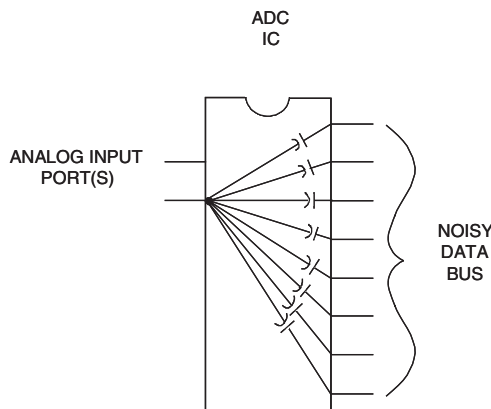 ADC
IC
ANALOG INPUT
PORT(S)
NOISY
DATA
BUS